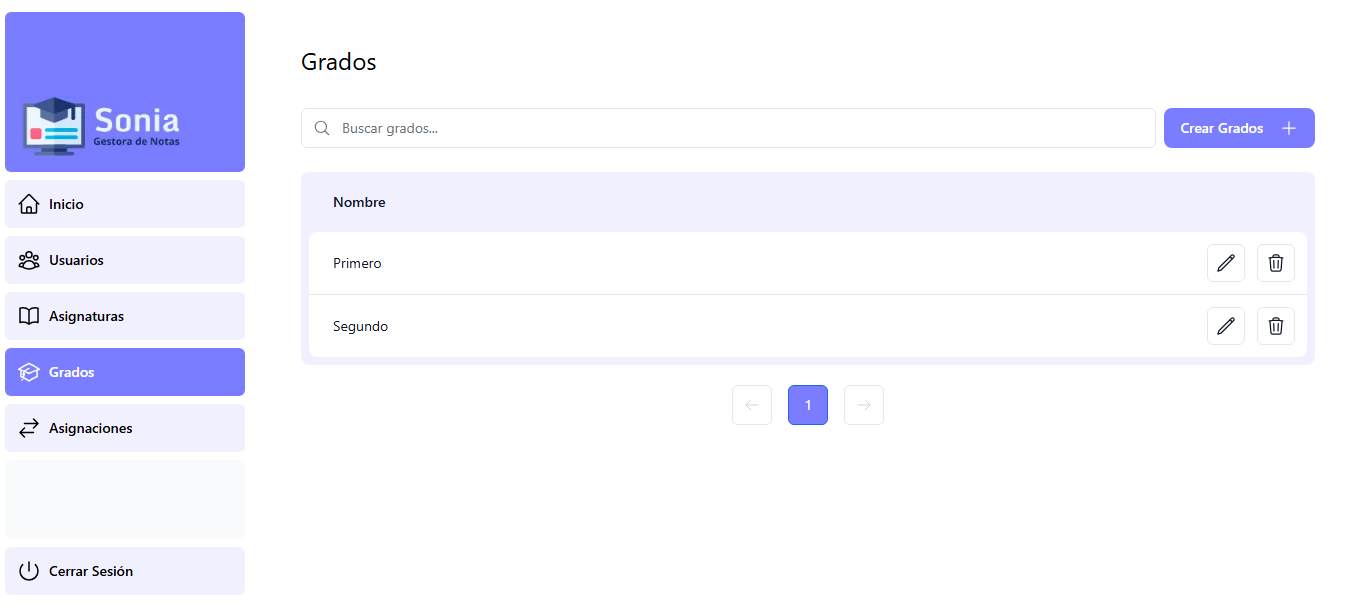 Sonia
Gestora de Notas
Inicio
Usuarios
Asignaturas
Grados
Asignaciones
Cerrar Sesión
Grados
Buscar grados...
Crear Grados
Nombre
Primero
Segundo
1